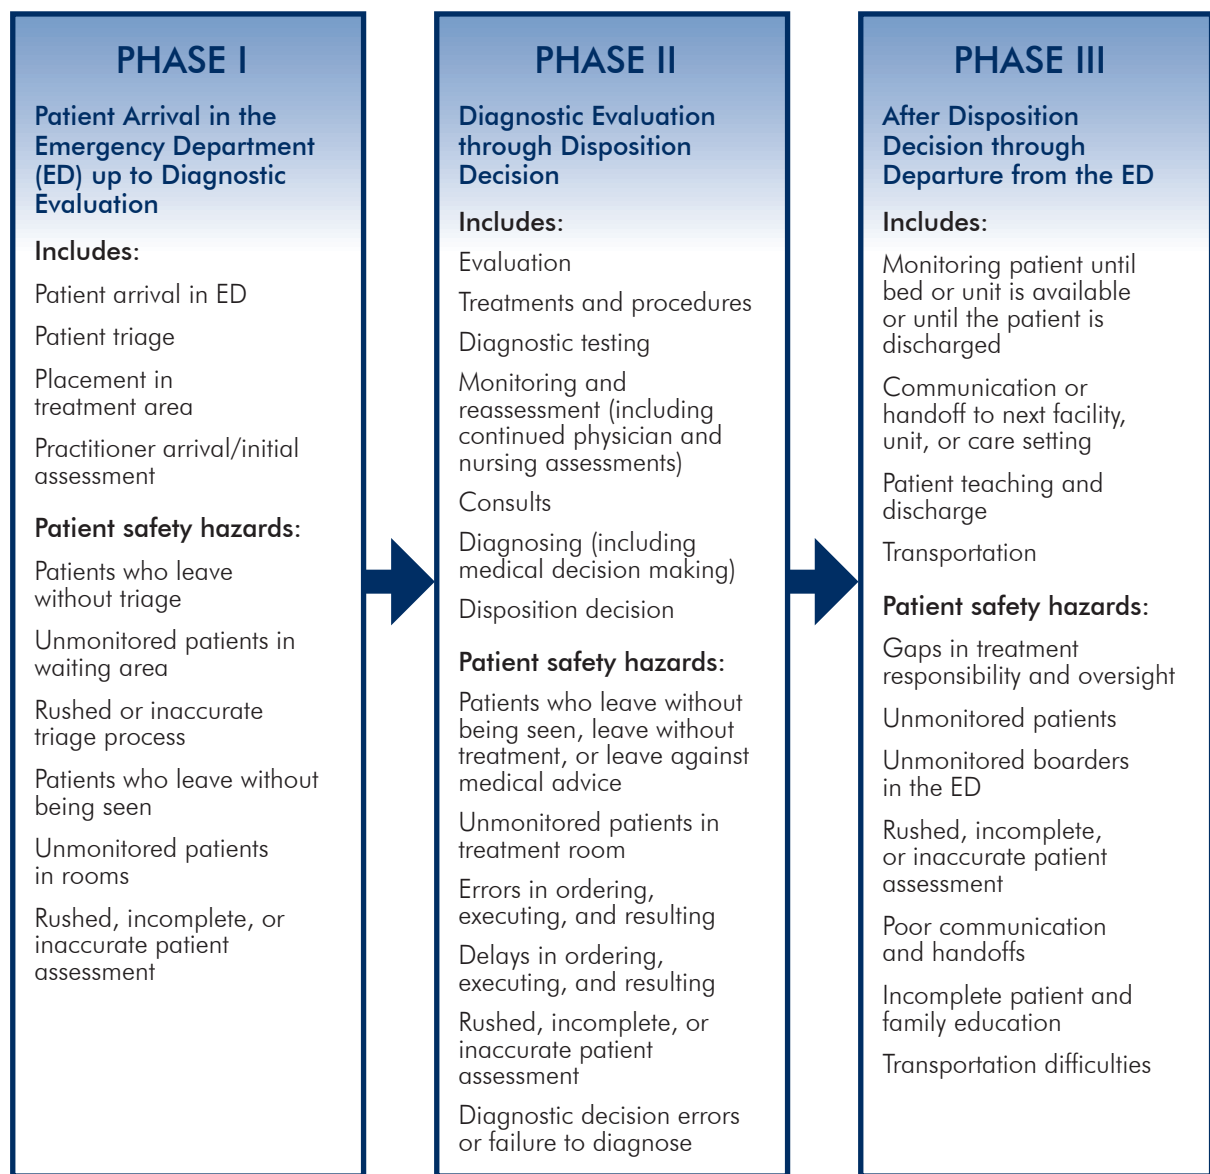 PHASE I
Patient Arrival in the
Emergency Department
(ED) up to Diagnostic
Evaluation
Includes:
Patient arrival in ED
Patient triage
Placement in
treatment area
Practitioner arrival/initial
assessment
Patient safety hazards:
Patients who leave
without triage
Unmonitored patients in
waiting area
Rushed or inaccurate
triage process
Patients who leave without
being seen
Unmonitored patients
in rooms
Rushed, incomplete, or
inaccurate patient
assessment
PHASE II
Diagnostic Evaluation
through Disposition
Decision
Includes:
Evaluation
Treatments and procedures
Diagnostic testing
Monitoring and
reassessment (including
continued physician and
nursing assessments)
Consults
Diagnosing (including
medical decision making)
Disposition decision
Patient safety hazards:
Patients who leave without
being seen, leave without
treatment, or leave against
medical advice
Unmonitored patients in
treatment room
Errors in ordering,
executing, and resulting
Delays in ordering,
executing, and resulting
Rushed, incomplete, or
inaccurate patient
assessment
Diagnostic decision errors
or failure to diagnose
PHASE III
After Disposition
Decision through
Departure from the ED
Includes:
Monitoring patient until
bed or unit is available
or until the patient is
discharged
Communication or
handoff to next facility,
unit, or care setting
Patient teaching and
discharge
Transportation
Patient safety hazards:
Gaps in treatment
responsibility and oversight
Unmonitored patients
Unmonitored boarders
in the ED
Rushed, incomplete,
or inaccurate patient
assessment
Poor communication
and handoffs
Incomplete patient and
family education
Transportation difficulties